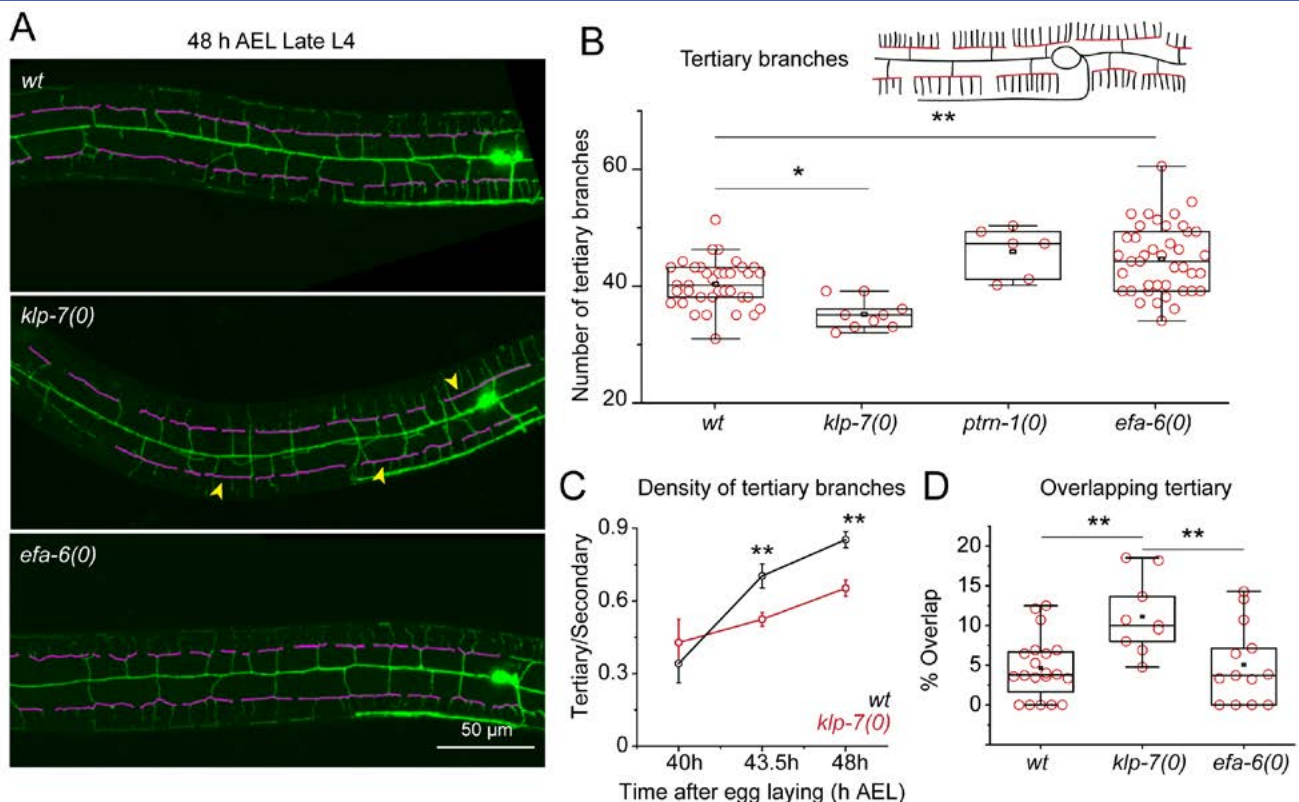 A
48 h AEL Late L4
wt
klp-7(0)
efa-6(0)
50 µm
B
Tertiary branches
**
*
Number of tertiary branches
60
40
20
wt klp-7(0) ptrn-1(0) efa-6(0)
C
Density of tertiary branches
**
**
Tertiary/Secondary
0.9
0.6
0.3
0
wt
klp-7(0)
40h 43.5h 48h
Time after egg laying (h AEL)
D
Overlapping tertiary
** **
% Overlap
20
15
10
5
0
wt klp-7(0) efa-6(0)